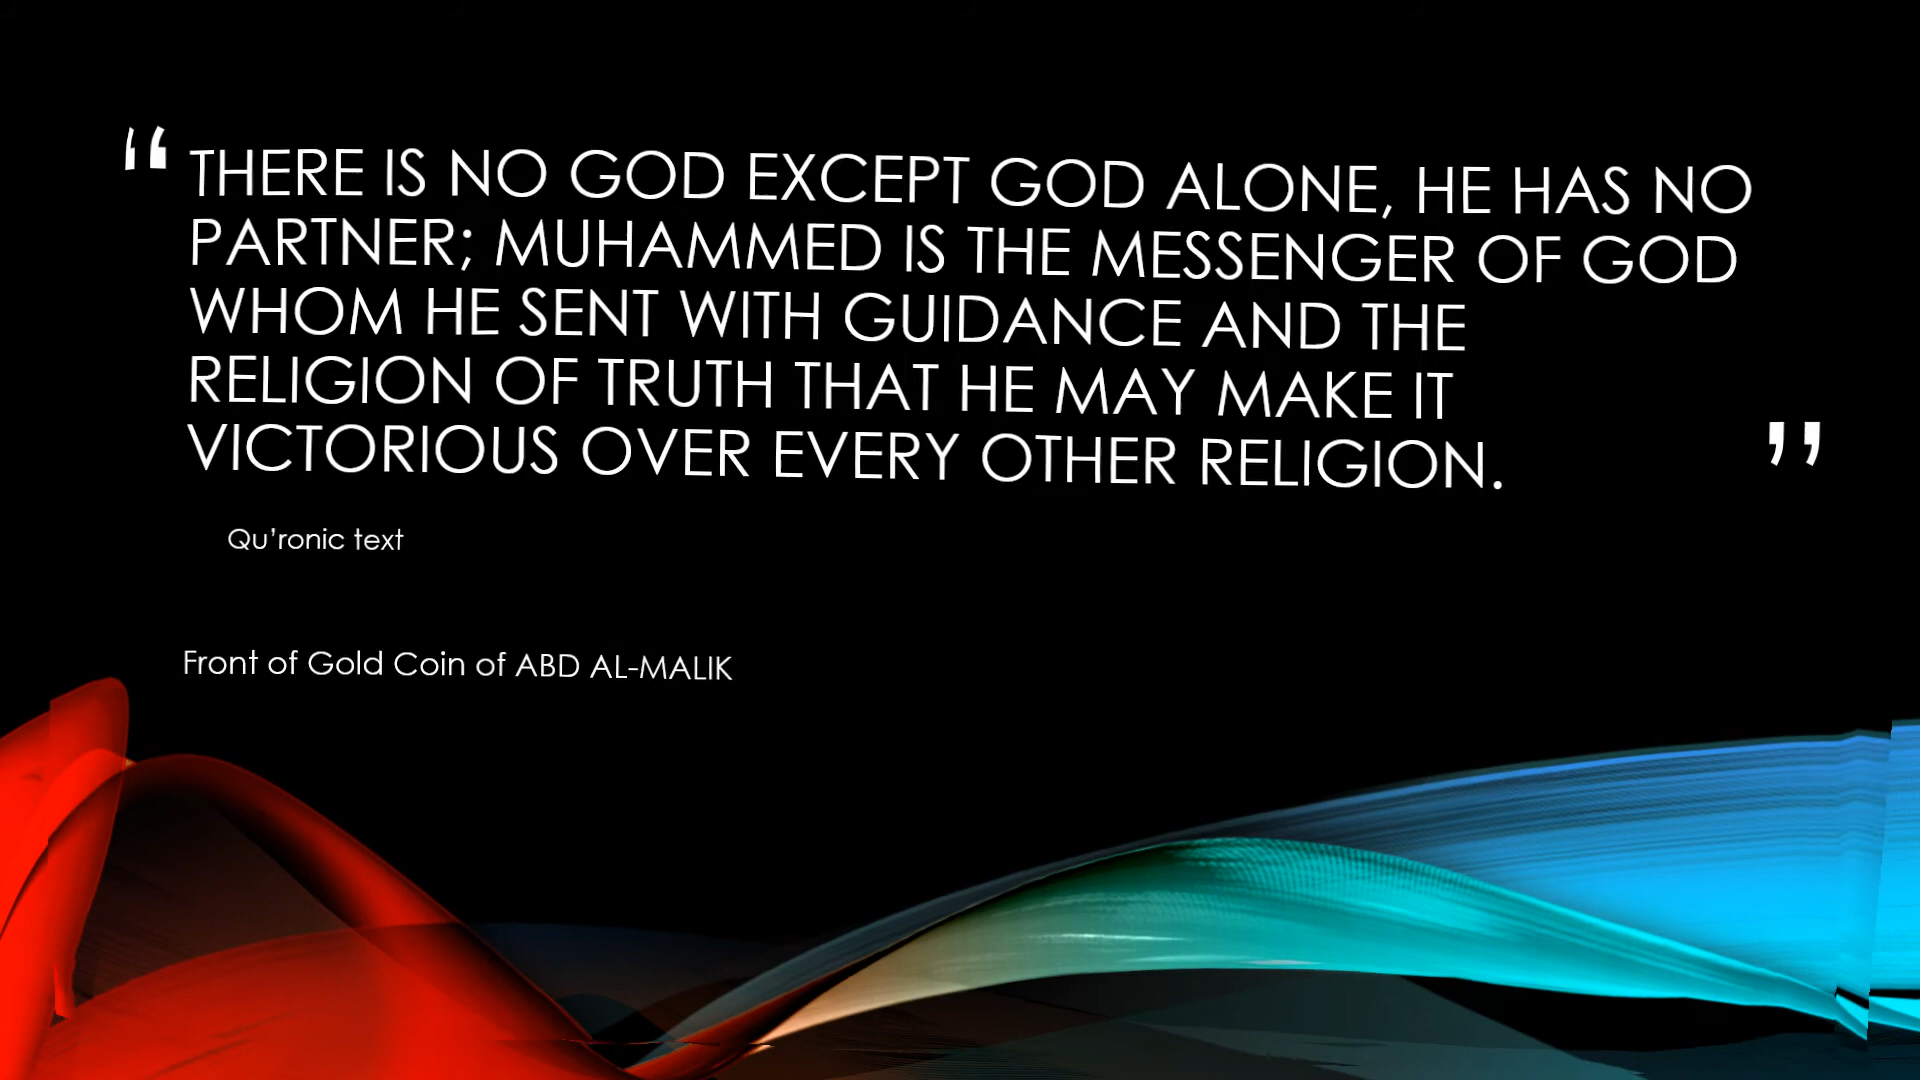 “ THERE IS NO GOD EXCEPT GOD ALONE, HE HAS NO
PARTNER; MUHAMMED IS THE MESSENGER OF GOD
WHOM HE SENT WITH GUIDANCE AND THE
RELIGION OF TRUTH THAT HE MAY MAKE IT
VICTORIOUS OVER EVERY OTHER RELIGION. ”
Qu’ronic text
Front of Gold Coin of ABD AL-MALIK